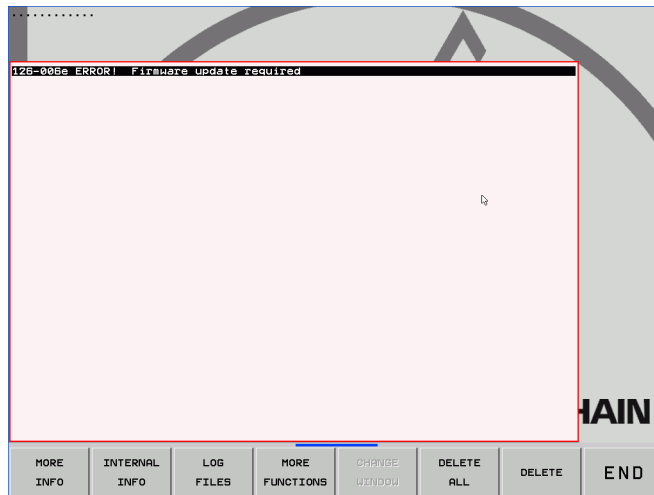 126-006e ERROR! Firmware update required
HAIN
MORE INFO
INTERNAL INFO
LOG FILES
MORE FUNCTIONS
CHANGE WINDOW
DELETE ALL
DELETE
END